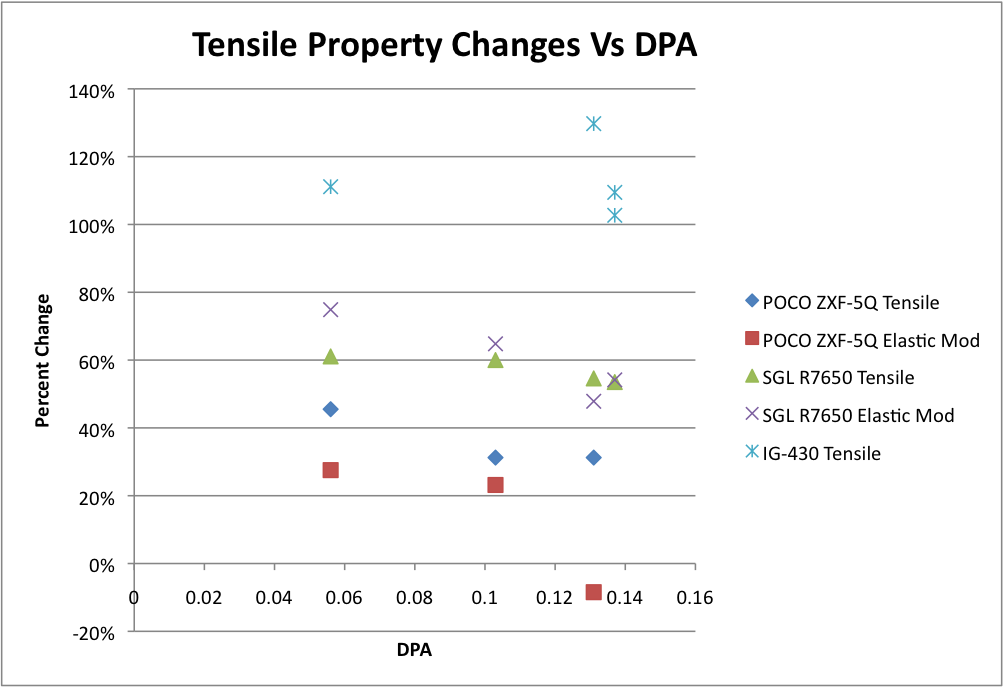 Tensile Property Changes Vs DPA
140%
120%
100%
80%
60%
40%
20%
0%
-20%
Percent Change
0 0.02 0.04 0.06 0.08 0.1 0.12 0.14 0.16
DPA
POCO ZXF-5Q Tensile
POCO ZXF-5Q Elastic Mod
SGL R7650 Tensile
SGL R7650 Elastic Mod
IG-430 Tensile